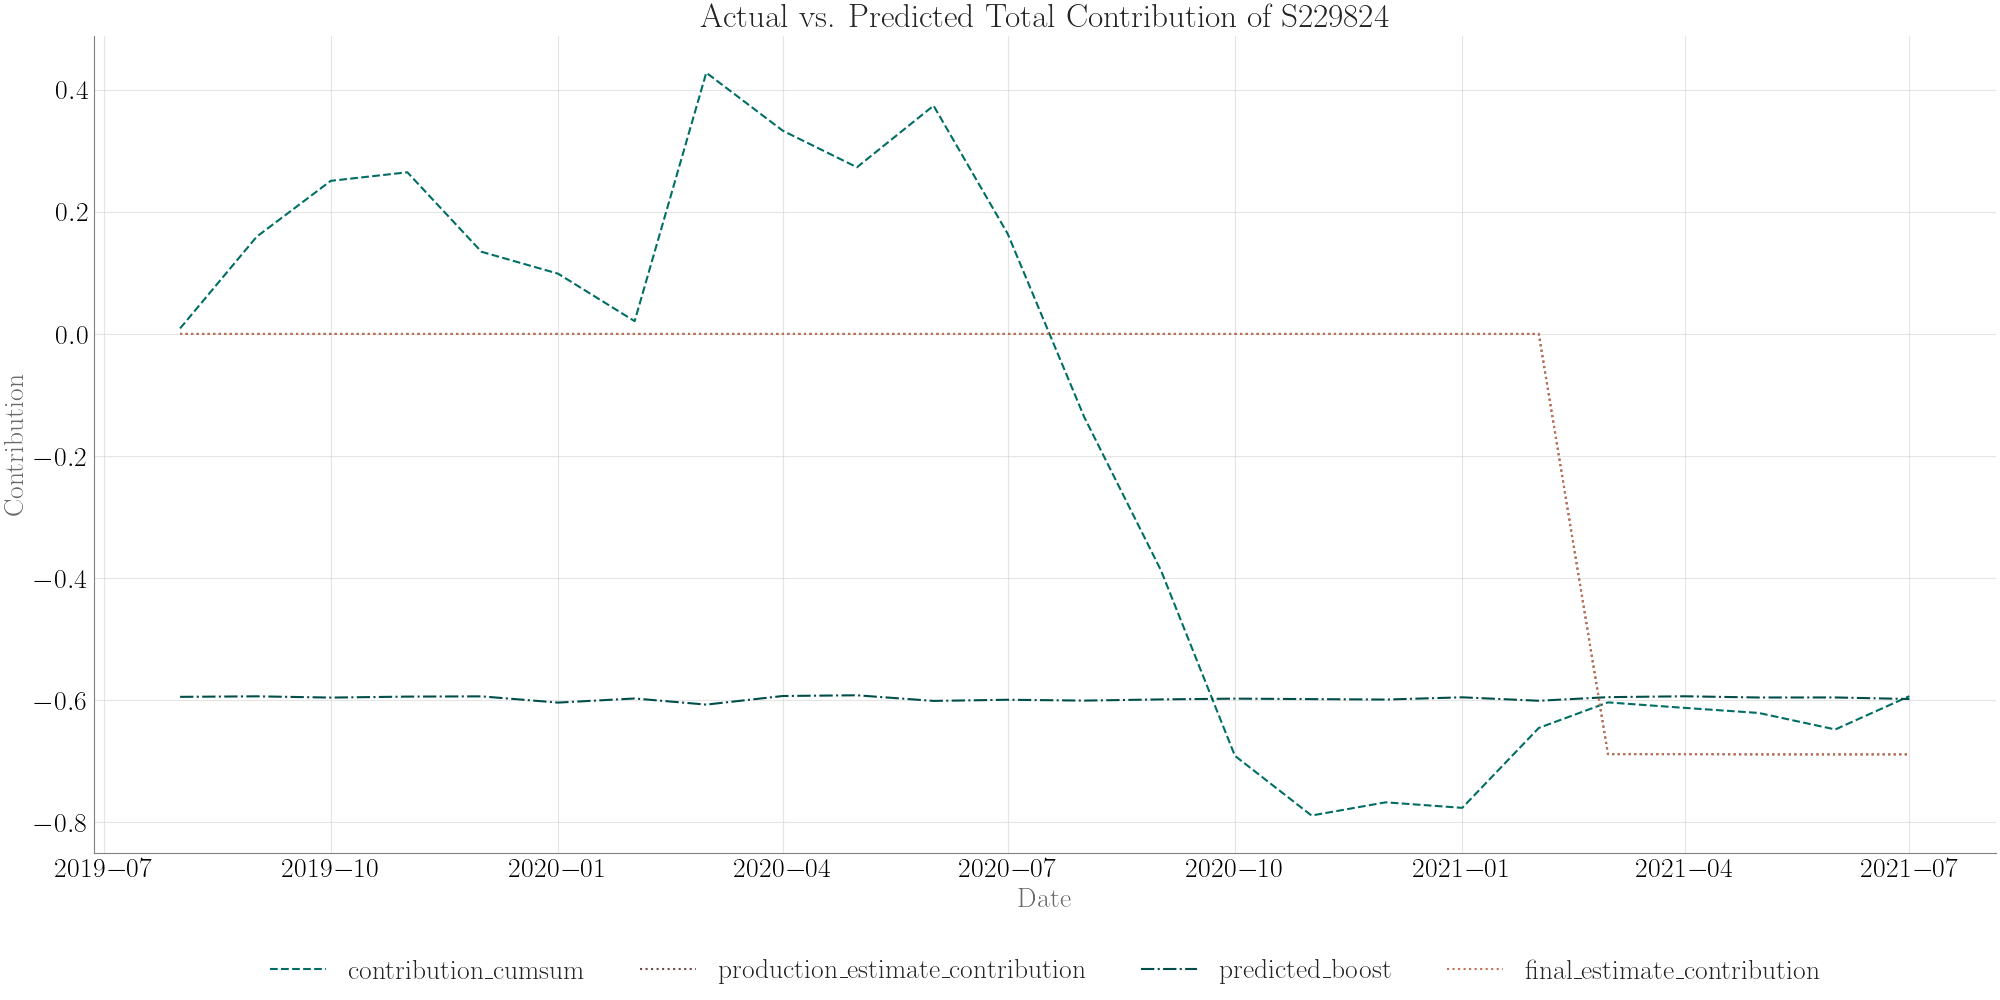 Actual vs. Predicted Total Contribution of S229824
0.4
0.2
0.0
−0.2
−0.4
−0.6
−0.8
Contribution
2019−07 2019−10 2020−01 2020−04 2020−07 2020−10 2021−01 2021−04 2021−07
Date
contribution_cumsum production_estimate_contribution predicted_boost final_estimate_contribution